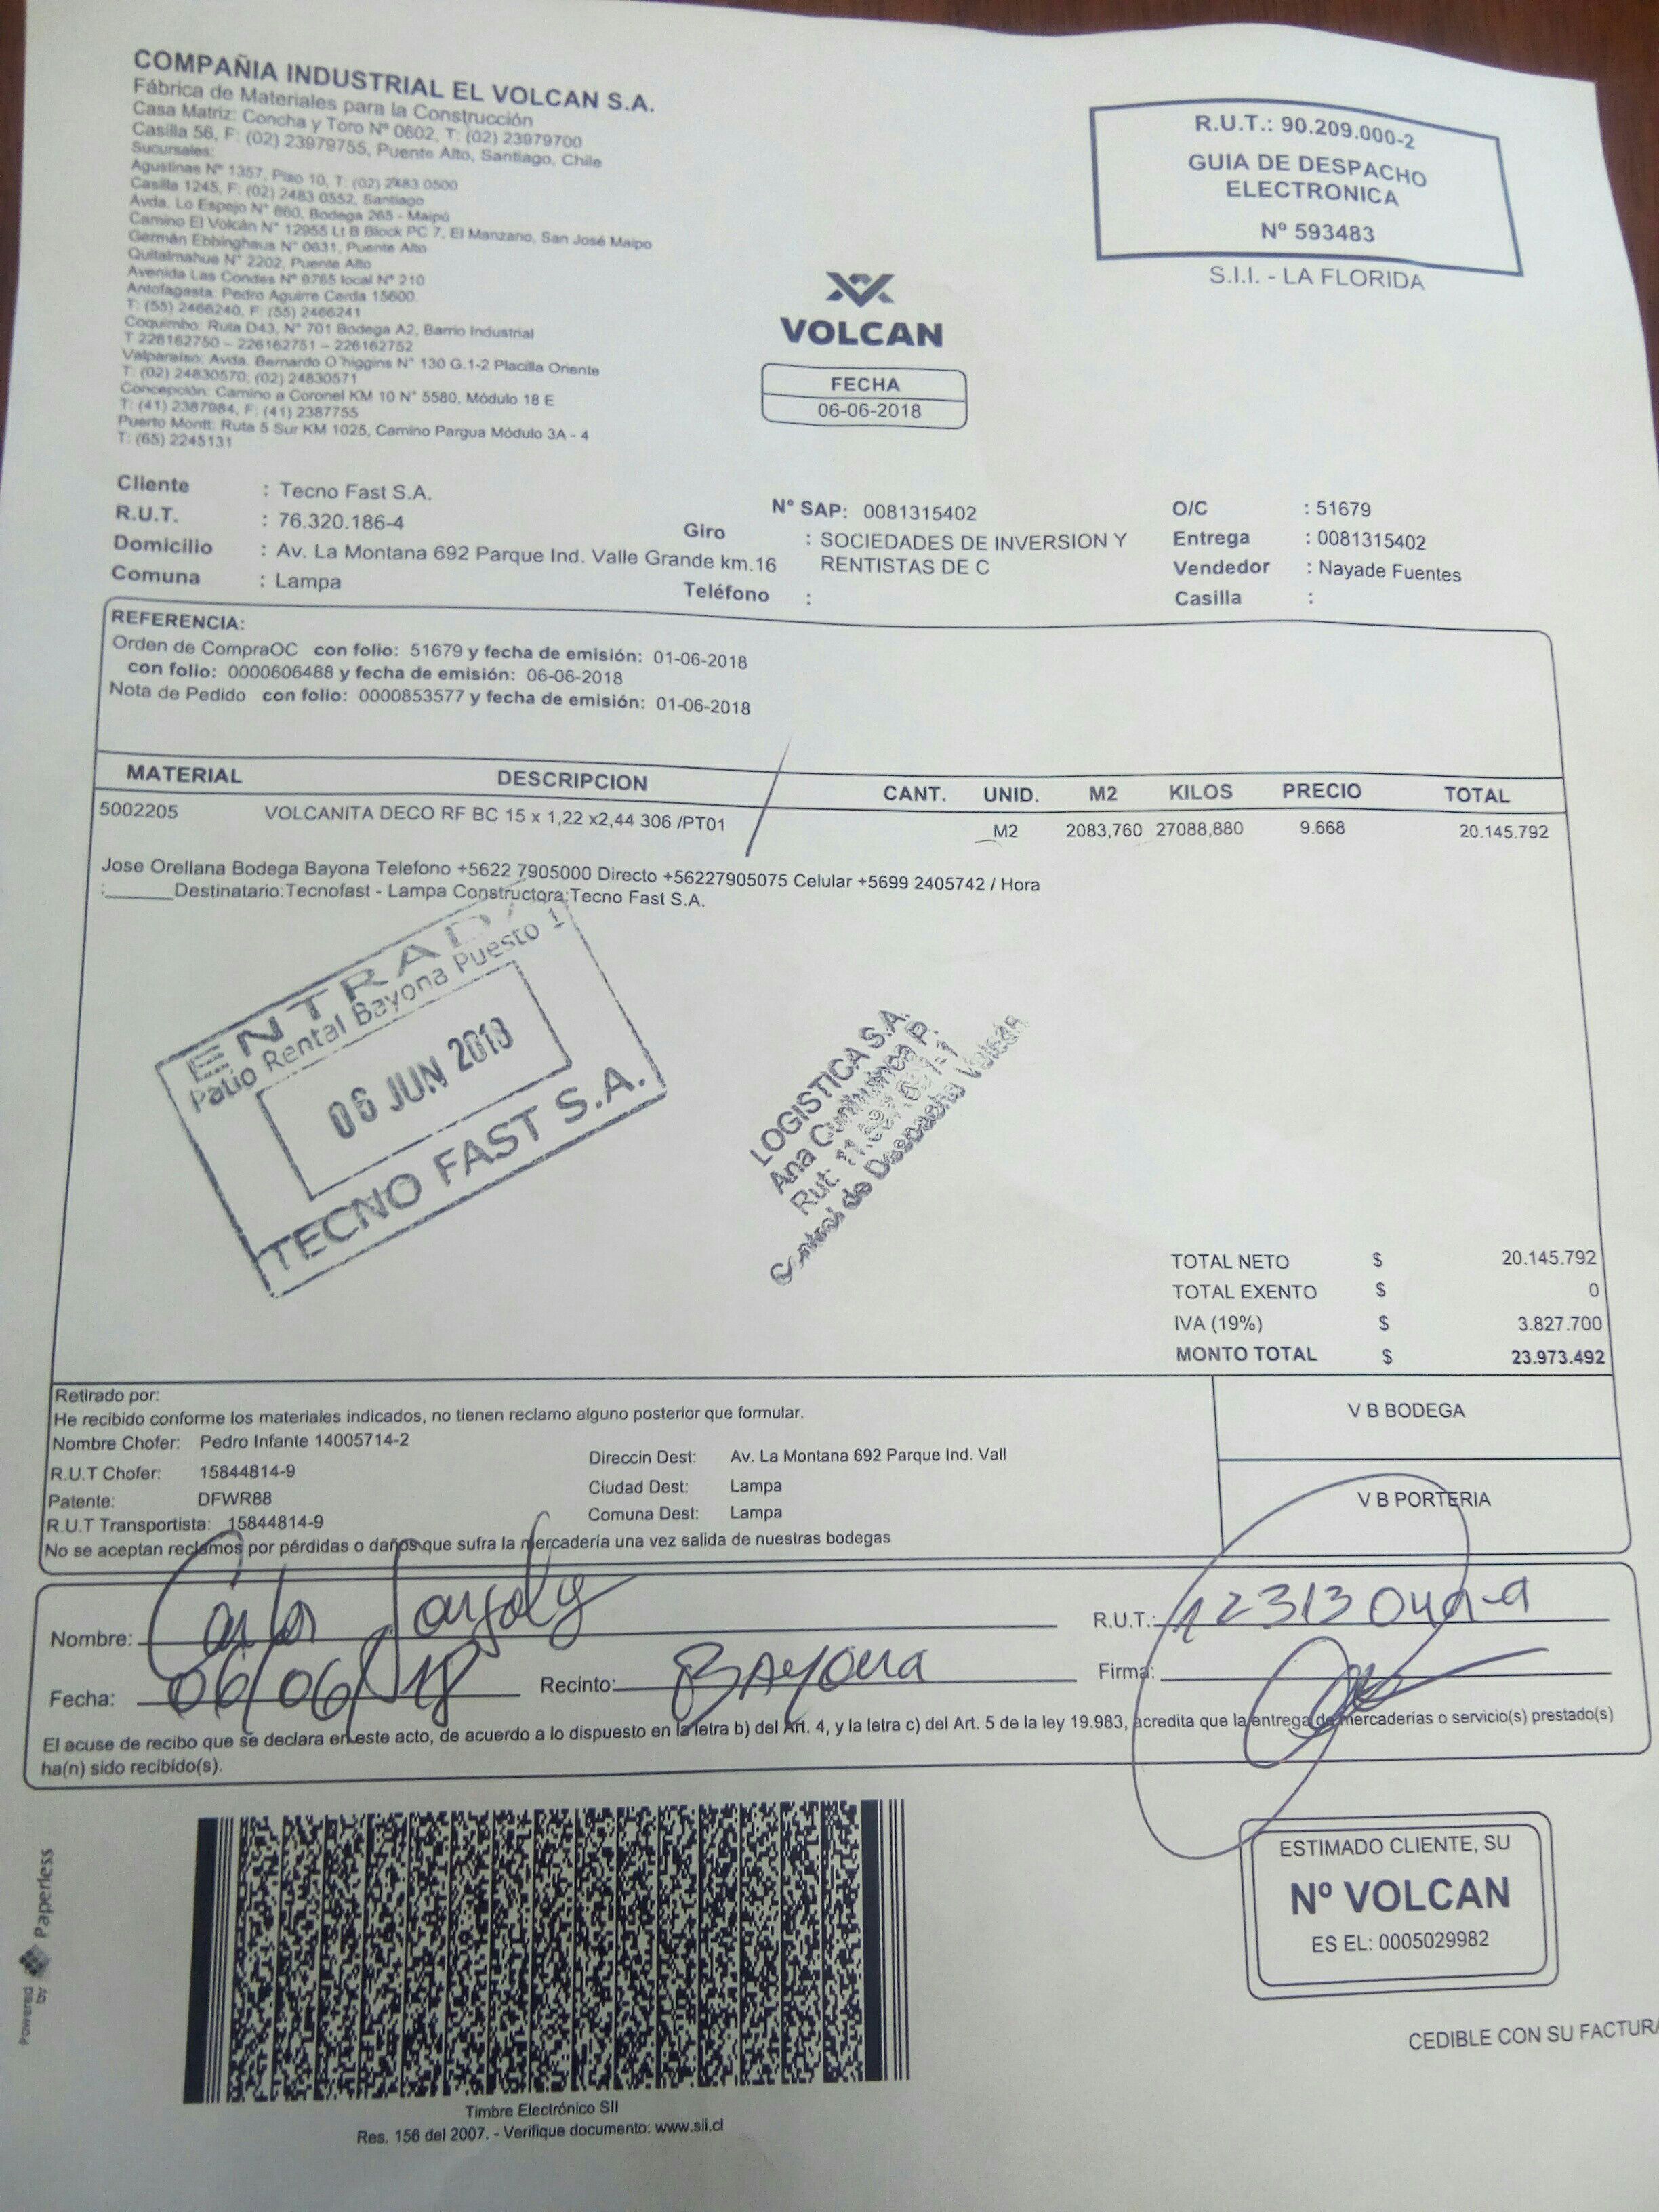 COMPAÑIA INDUSTRIAL EL VOLCAN S.A.
Fábrica de Materiales para la Construcción
Casa Matriz: Concha y Toro Nº 0602, T: (02) 23979700
Casilla 56, F: (02) 23979755, Puente Alto, Santiago, Chile
Sucursales:
Agustinas N° 1357, Piso 10, T: (02) 2483 0500
Casilla 1245, F: (02) 2483 0552, Santiago
Avda. Lo Espejo N° 860, Bodega 265 - Maipú
Camino El Volcán N° 12955 Lt B Block PC 7, El Manzano, San José Maipo
Germán Ebbinghaus N° 0631, Puente Alto
Quitalmahue N° 2202, Puente Alto
Avenida Las Condes Nº 9765 local N° 210
Antofagasta: Pedro Aguirre Cerda 15600.
T: (55) 2466240, F: (55) 2466241
Coquimbo: Ruta D43, N° 701 Bodega A2, Barrio Industrial
T 226162750 – 226162751 – 226162752
Valparaíso: Avda. Bernardo O´higgins N° 130 G.1-2 Placilla Oriente
T: (02) 24830570, (02) 24830571
Concepción: Camino a Coronel KM 10 N° 5580, Módulo 18 E
T: (41) 2387984, F: (41) 2387755
Puerto Montt: Ruta 5 Sur KM 1025, Camino Pargua Módulo 3A - 4
T: (65) 2245131
VOLCAN
FECHA
06-06-2018
R.U.T.: 90.209.000-2
GUIA DE DESPACHO
ELECTRONICA
Nº 593483
S.I.I. - LA FLORIDA
Cliente : Tecno Fast S.A.
R.U.T. : 76.320.186-4
Domicilio : Av. La Montana 692 Parque Ind. Valle Grande km.16
Comuna : Lampa
N° SAP: 0081315402
Giro : SOCIEDADES DE INVERSION Y
RENTISTAS DE C
Teléfono :
O/C : 51679
Entrega : 0081315402
Vendedor : Nayade Fuentes
Casilla :
REFERENCIA:
Orden de CompraOC con folio: 51679 y fecha de emisión: 01-06-2018
con folio: 0000606488 y fecha de emisión: 06-06-2018
Nota de Pedido con folio: 0000853577 y fecha de emisión: 01-06-2018
MATERIAL DESCRIPCION CANT. UNID. M2 KILOS PRECIO TOTAL
5002205 VOLCANITA DECO RF BC 15 x 1,22 x2,44 306 /PT01 M2 2083,760 27088,880 9.668 20.145.792
Jose Orellana Bodega Bayona Telefono +5622 7905000 Directo +56227905075 Celular +5699 2405742 / Hora
:______Destinatario:Tecnofast - Lampa Constructora:Tecno Fast S.A.
ENTRADA
Patio Rental Bayona Puesto 1
06 JUN 2018
TECNO FAST S.A.
LOGISTICA S.A.
Ana P.
Rut:
Control de Despacho Volcán
TOTAL NETO $ 20.145.792
TOTAL EXENTO $ 0
IVA (19%) $ 3.827.700
MONTO TOTAL $ 23.973.492
Retirado por:
He recibido conforme los materiales indicados, no tienen reclamo alguno posterior que formular.
Nombre Chofer: Pedro Infante 14005714-2
R.U.T Chofer: 15844814-9
Patente: DFWR88
R.U.T Transportista: 15844814-9
Direccin Dest: Av. La Montana 692 Parque Ind. Vall
Ciudad Dest: Lampa
Comuna Dest: Lampa
No se aceptan reclamos por pérdidas o daños que sufra la mercadería una vez salida de nuestras bodegas
V B BODEGA
V B PORTERIA
Nombre:
R.U.T.:
Fecha: 06/06/18 Recinto: BAYONA Firma:
El acuse de recibo que se declara en este acto, de acuerdo a lo dispuesto en la letra b) del Art. 4, y la letra c) del Art. 5 de la ley 19.983, acredita que la entrega de mercaderías o servicio(s) prestado(s)
ha(n) sido recibido(s).
Powered by Paperless
Timbre Electrónico SII
Res. 156 del 2007. - Verifique documento: www.sii.cl
ESTIMADO CLIENTE, SU
Nº VOLCAN
ES EL: 0005029982
CEDIBLE CON SU FACTURA